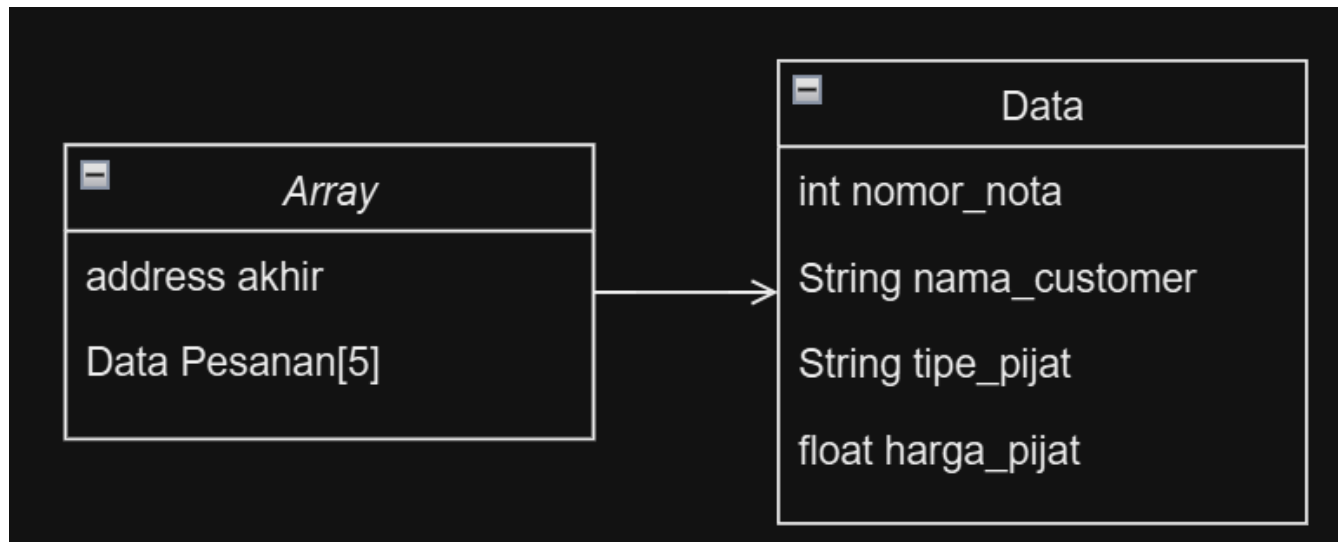 Array
address akhir
Data Pesanan[5]
Data
int nomor_nota
String nama_customer
String tipe_pijat
float harga_pijat